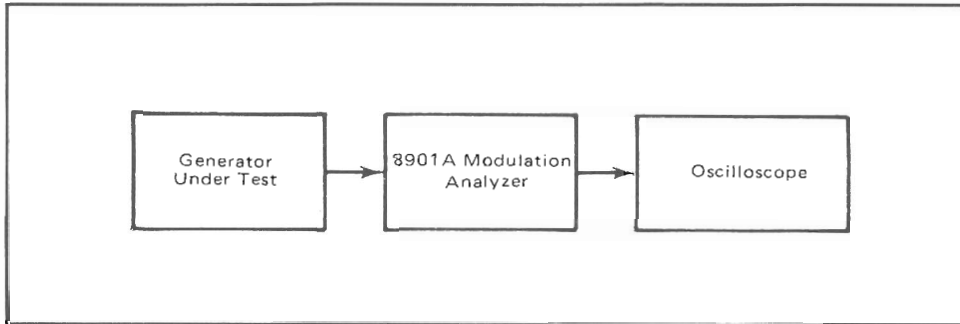 Generator
Under Test
8901A Modulation
Analyzer
Oscilloscope